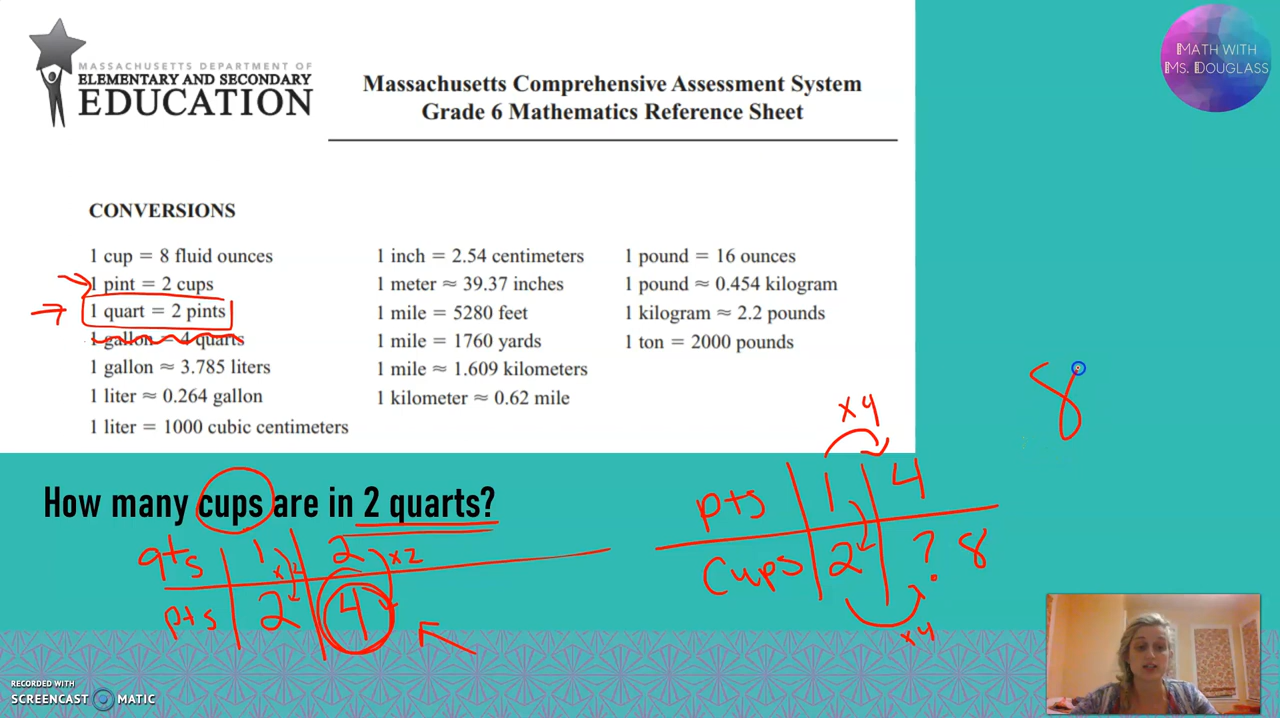 MATH WITH
MS. DOUGLASS
MASSACHUSETTS DEPARTMENT OF
ELEMENTARY AND SECONDARY
EDUCATION
Massachusetts Comprehensive Assessment System
Grade 6 Mathematics Reference Sheet
CONVERSIONS
1 cup = 8 fluid ounces
1 pint = 2 cups
1 quart = 2 pints
1 gallon = 4 quarts
1 gallon ≈ 3.785 liters
1 liter ≈ 0.264 gallon
1 liter = 1000 cubic centimeters
1 inch = 2.54 centimeters
1 meter ≈ 39.37 inches
1 mile = 5280 feet
1 mile = 1760 yards
1 mile ≈ 1.609 kilometers
1 kilometer ≈ 0.62 mile
1 pound = 16 ounces
1 pound ≈ 0.454 kilogram
1 kilogram ≈ 2.2 pounds
1 ton = 2000 pounds
8
How many cups are in 2 quarts?
qts 1 2
x2 x2
pts 2 4
x4
pts 1 4
cups 2 ? 8
x4
RECORDED WITH
SCREENCAST MATIC